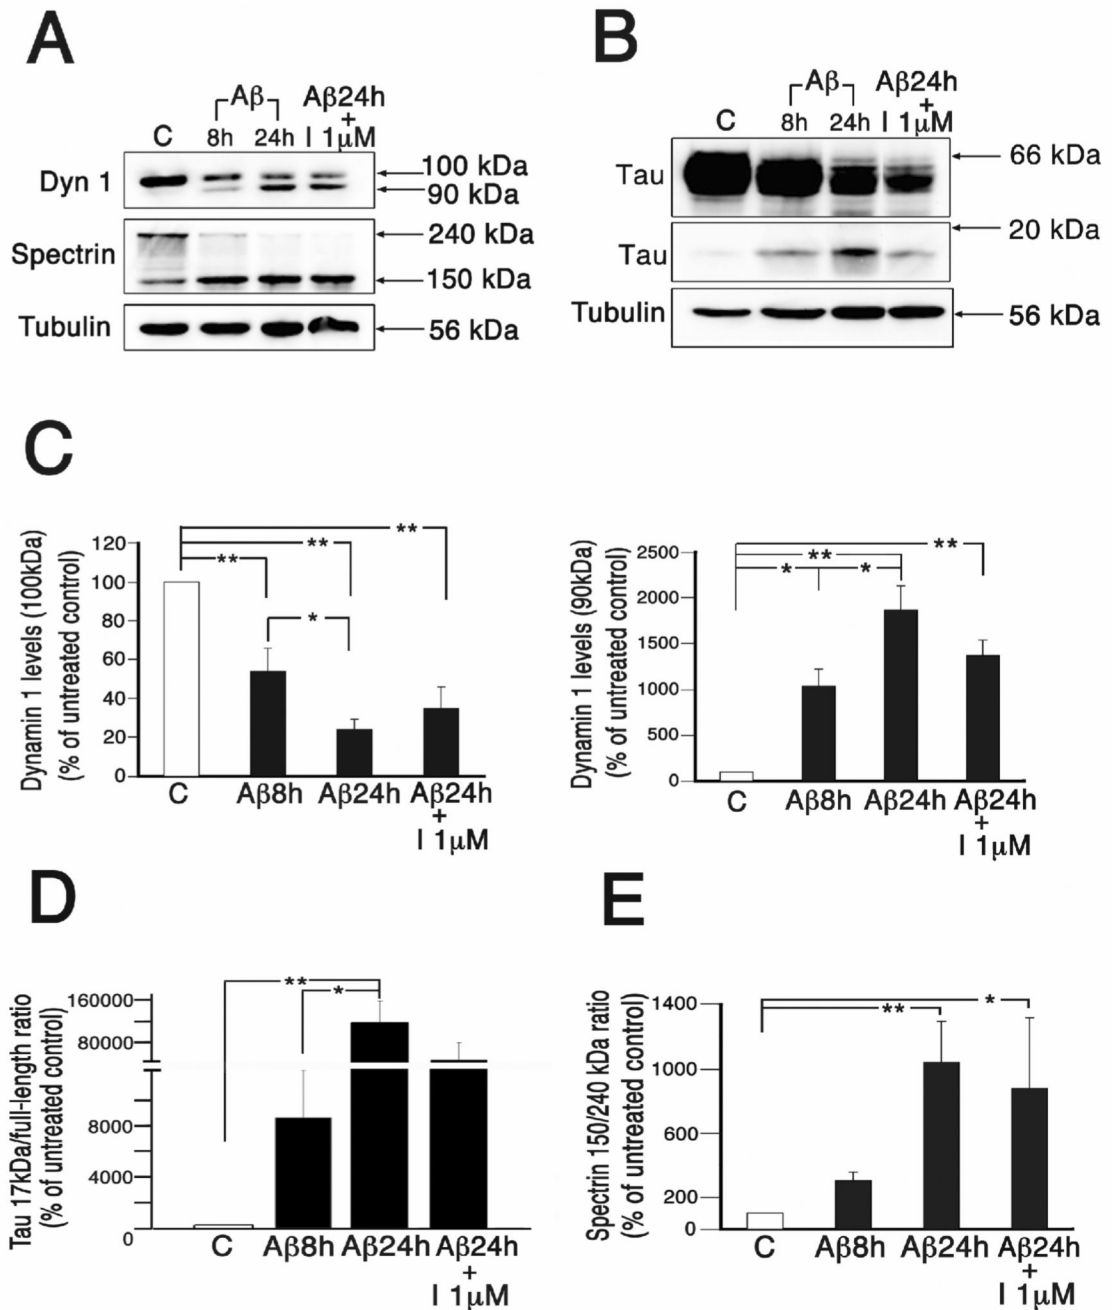 A
Aβ
Aβ24h
+
C 8h 24h I 1µM
Dyn 1
100 kDa
90 kDa
Spectrin
240 kDa
150 kDa
Tubulin
56 kDa
B
Aβ
Aβ24h
+
C 8h 24h I 1µM
Tau
66 kDa
Tau
20 kDa
Tubulin
56 kDa
C
Dynamin 1 levels (100kDa)
(% of untreated control)
120
100
80
60
40
20
0
**
**
**
*
C Aβ8h Aβ24h Aβ24h
+
I 1µM
Dynamin 1 levels (90kDa)
(% of untreated control)
2500
2000
1500
1000
500
0
**
**
* *
C Aβ8h Aβ24h Aβ24h
+
I 1µM
D
Tau 17kDa/full-length ratio
(% of untreated control)
160000
80000
8000
4000
0
**
*
C Aβ8h Aβ24h Aβ24h
+
I 1µM
E
Spectrin 150/240 kDa ratio
(% of untreated control)
1400
1000
600
200
0
*
**
C Aβ8h Aβ24h Aβ24h
+
I 1µM